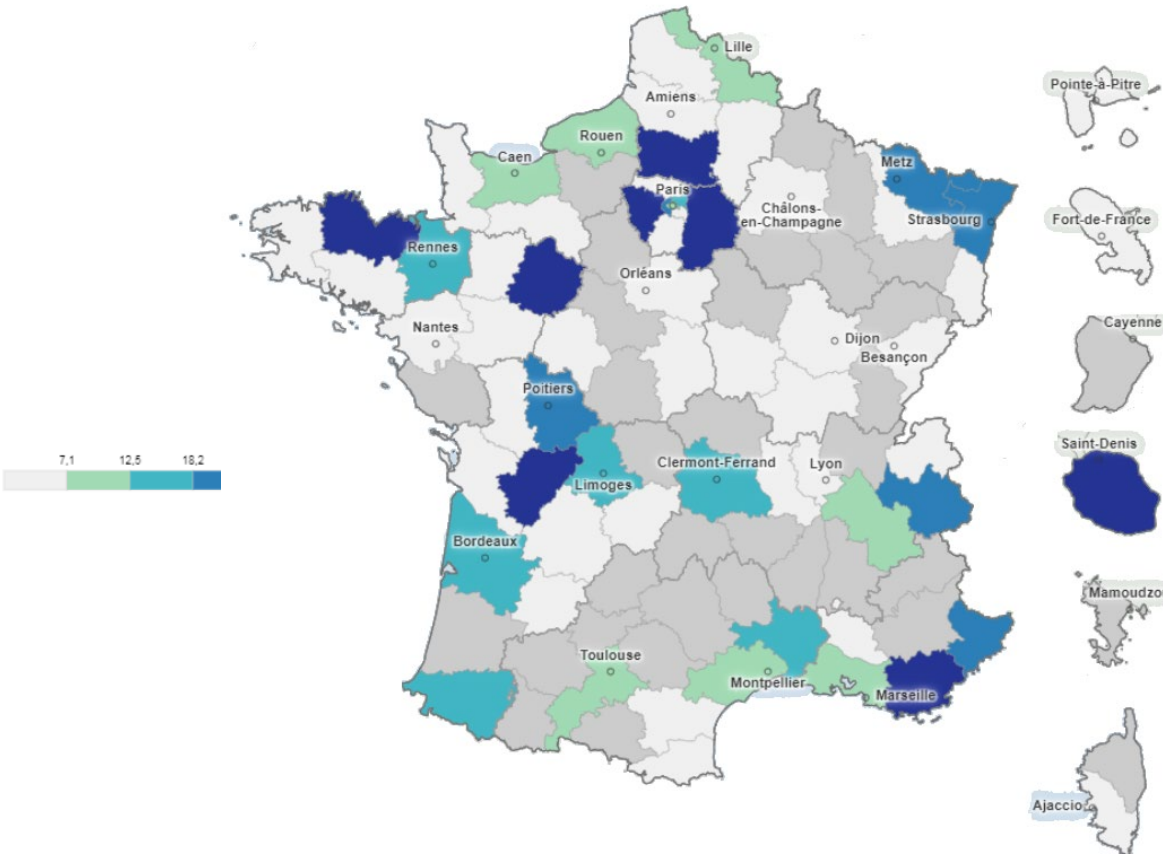 Lille
Pointe-à-Pitre
Amiens
Rouen
Caen
Metz
Paris
Châlons-
en-Champagne
Strasbourg
Fort-de-France
Rennes
Orléans
Nantes
Cayenne
Dijon
Besançon
Poitiers
Saint-Denis
7,1 12,5 18,2
Clermont-Ferrand
Lyon
Limoges
Bordeaux
Mamoudzou
Toulouse
Montpellier
Marseille
Ajaccio